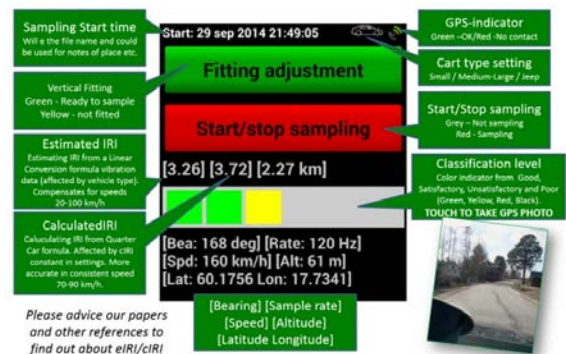 Sampling Start time
Will e the file name and could
be used for notes of place etc.
Vertical Fitting
Green - Ready to sample
Yellow - not fitted
Estimated IRI
Estimating IRI from a Linear
Conversion formula vibration
data (affected by vehicle type).
Compensates for speeds
20-100 km/h
CalculatedIRI
Caluculating IRI from Quarter
Car fomula. Affected by cIRI
constant in settings. More
accurate in consistent speed
70-90 km/h.
Please advice our papers
and other references to
find out about eIRI/cIRI
Start: 29 sep 2014 21:49:05
Fitting adjustment
Start/stop sampling
[3.26] [3.72] [2.27 km]
[Bea: 168 deg] [Rate: 120 Hz]
[Spd: 160 km/h] [Alt: 61 m]
[Lat: 60.1756 Lon: 17.7341]
[Bearing] [Sample rate]
[Speed] [Altitude]
[Latitude Longitude]
GPS-indicator
Green –OK/Red -No contact
Cart type setting
Small / Medium-Large / Jeep
Start/Stop sampling
Grey – Not sampling
Red - Sampling
Classification level
Color indicator from Good,
Satisfactory, Unsatisfactory and Poor
(Green, Yellow, Red, Black).
TOUCH TO TAKE GPS PHOTO